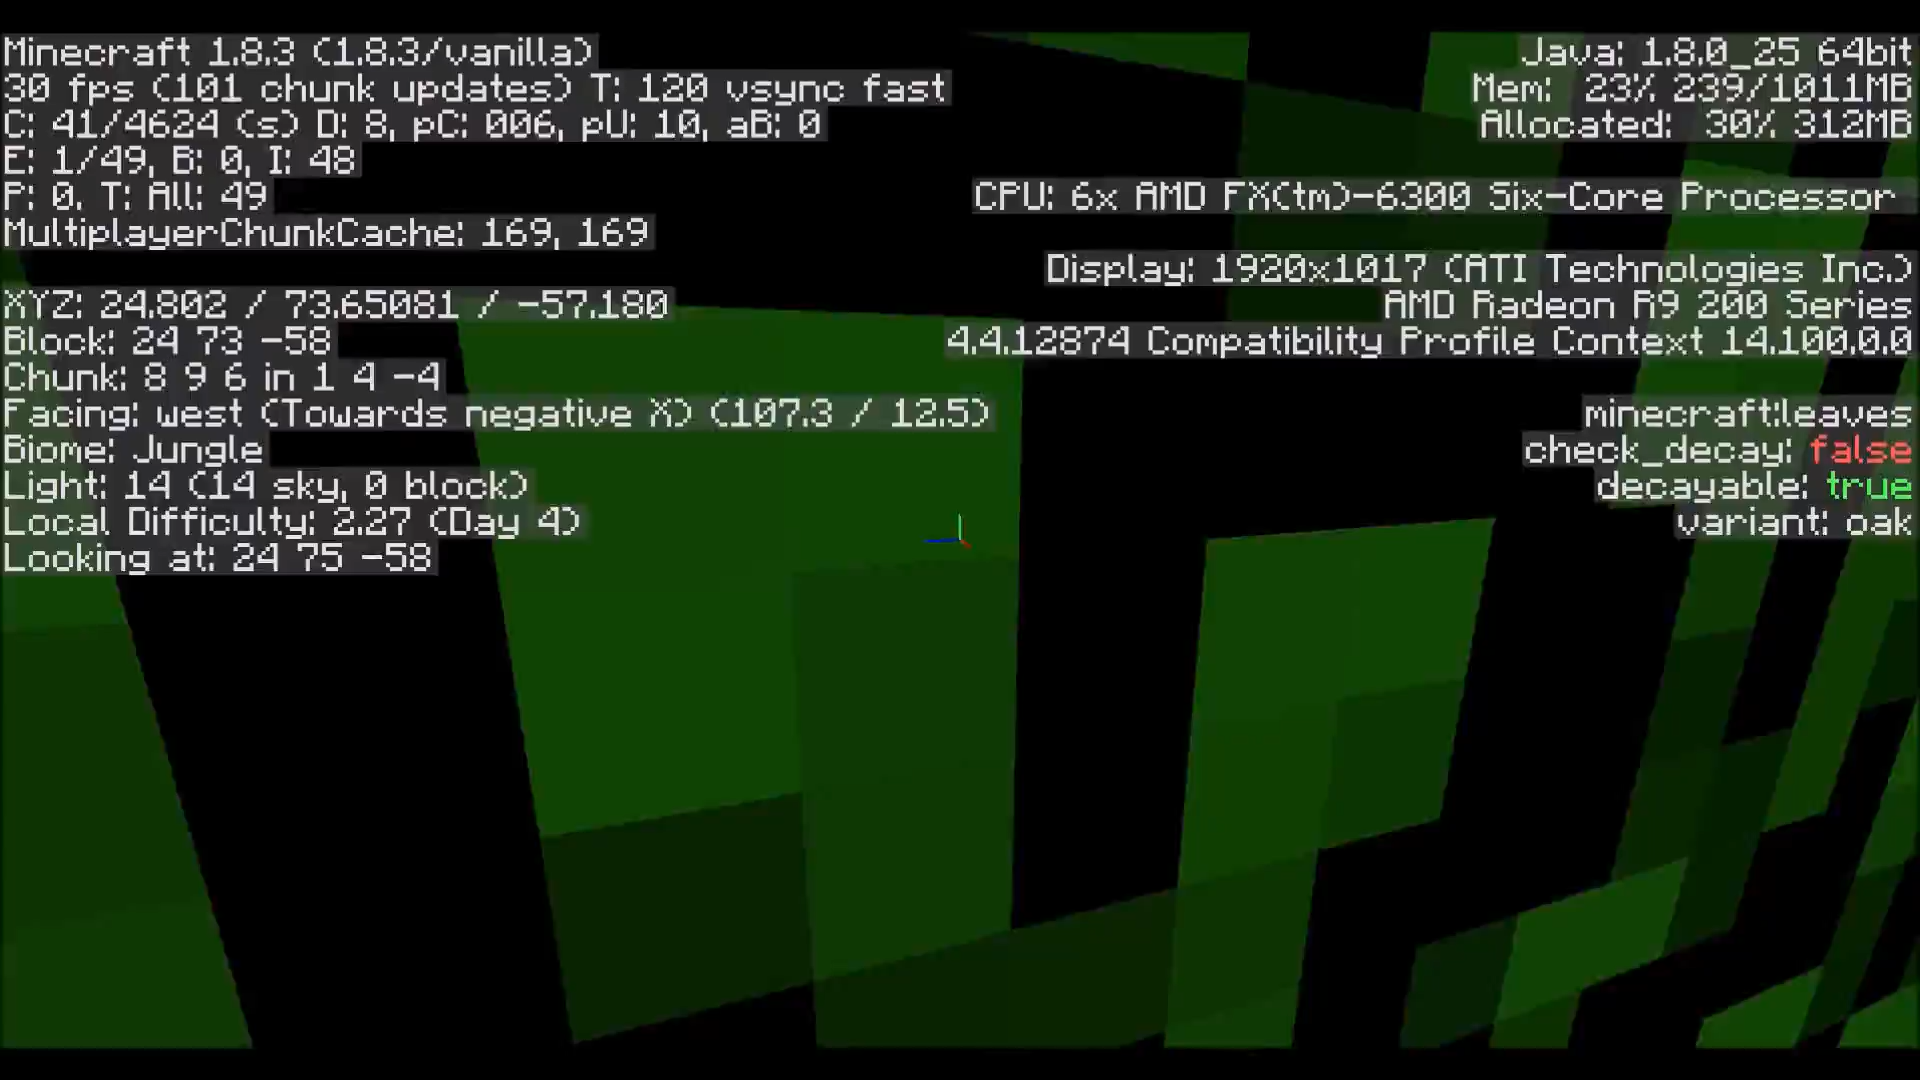 Minecraft 1.8.3 (1.8.3/vanilla)
30 fps (101 chunk updates) T: 120 vsync fast
C: 41/4624 (s) D: 8, pC: 006, pU: 10, aB: 0
E: 1/49, B: 0, I: 48
P: 0. T: All: 49
MultiplayerChunkCache: 169, 169
XYZ: 24.802 / 73.65081 / -57.180
Block: 24 73 -58
Chunk: 8 9 6 in 1 4 -4
Facing: west (Towards negative X) (107.3 / 12.5)
Biome: Jungle
Light: 14 (14 sky, 0 block)
Local Difficulty: 2.27 (Day 4)
Looking at: 24 75 -58
Java: 1.8.0_25 64bit
Mem: 23% 239/1011MB
Allocated: 30% 312MB
CPU: 6x AMD FX(tm)-6300 Six-Core Processor
Display: 1920x1017 (ATI Technologies Inc.)
AMD Radeon R9 200 Series
4.4.12874 Compatibility Profile Context 14.100.0.0
minecraft:leaves
check_decay: false
decayable: true
variant: oak